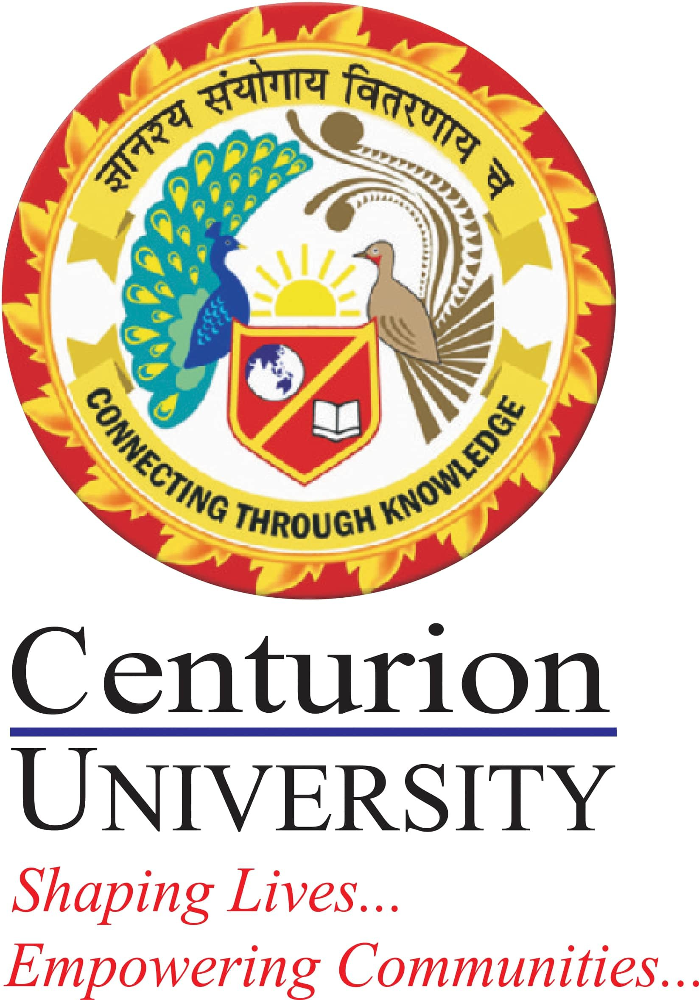 ज्ञानस्य संयोगाय वितरणाय च
CONNECTING THROUGH KNOWLEDGE
Centurion
UNIVERSITY
Shaping Lives...
Empowering Communities...